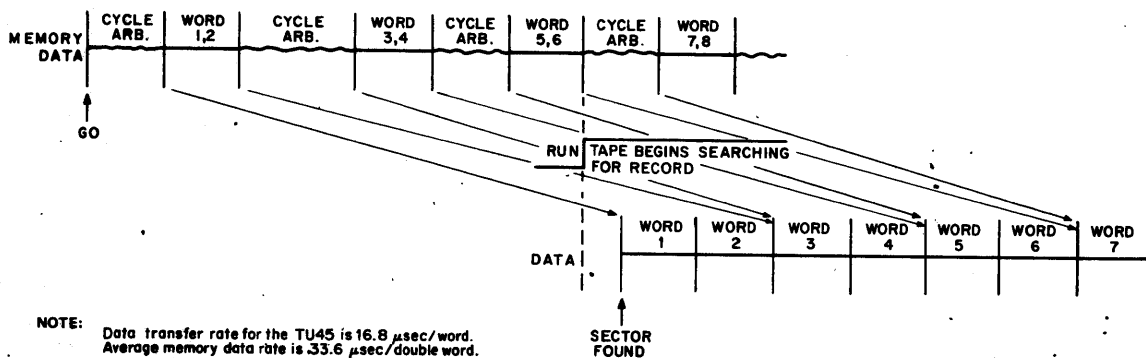 CYCLE ARB. WORD 1,2 CYCLE ARB. WORD 3,4 CYCLE ARB. WORD 5,6 CYCLE ARB. WORD 7,8
MEMORY DATA
GO
RUN TAPE BEGINS SEARCHING
FOR RECORD
WORD 1 WORD 2 WORD 3 WORD 4 WORD 5 WORD 6 WORD 7
DATA
SECTOR
FOUND
NOTE:
Data transfer rate for the TU45 is 16.8 µsec/word.
Average memory data rate is 33.6 µsec/double word.